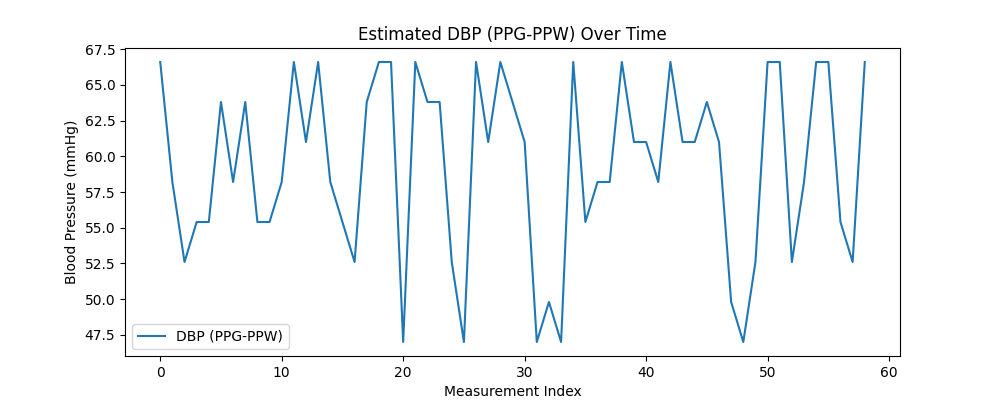 Estimated DBP (PPG-PPW) Over Time
Blood Pressure (mmHg)
67.5
65.0
62.5
60.0
57.5
55.0
52.5
50.0
47.5
DBP (PPG-PPW)
0 10 20 30 40 50 60
Measurement Index